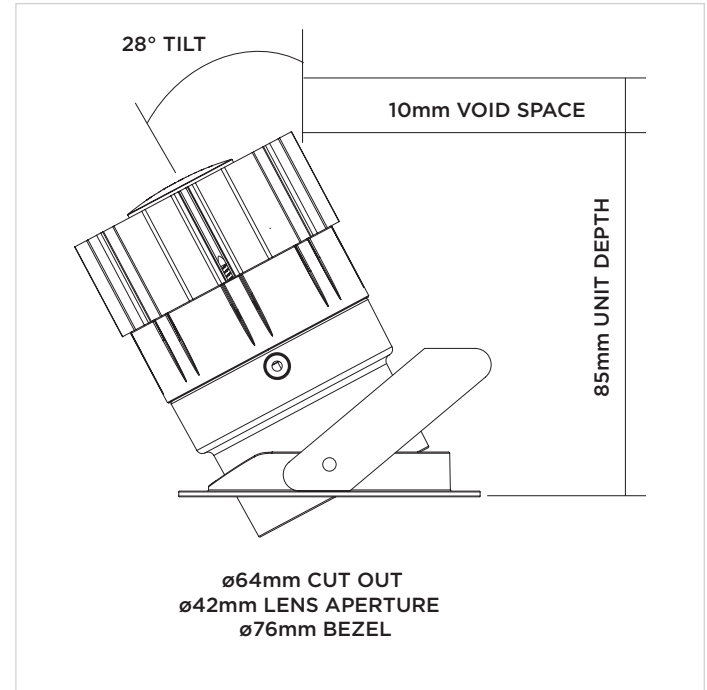 28° TILT
10mm VOID SPACE
85mm UNIT DEPTH
ø64mm CUT OUT
ø42mm LENS APERTURE
ø76mm BEZEL